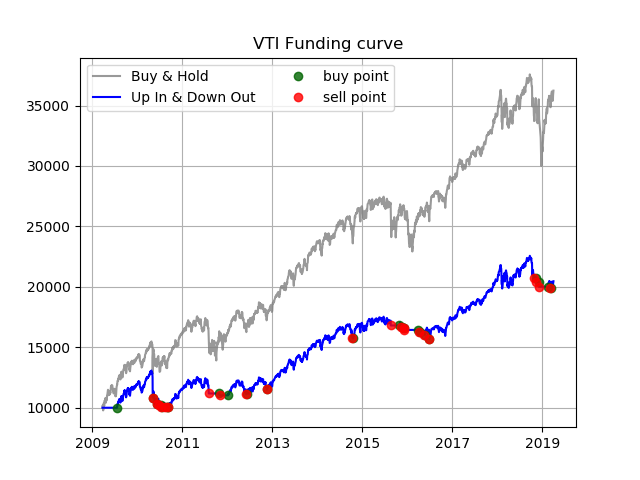 VTI Funding curve
Buy & Hold
Up In & Down Out
buy point
sell point
35000
30000
25000
20000
15000
10000
2009 2011 2013 2015 2017 2019